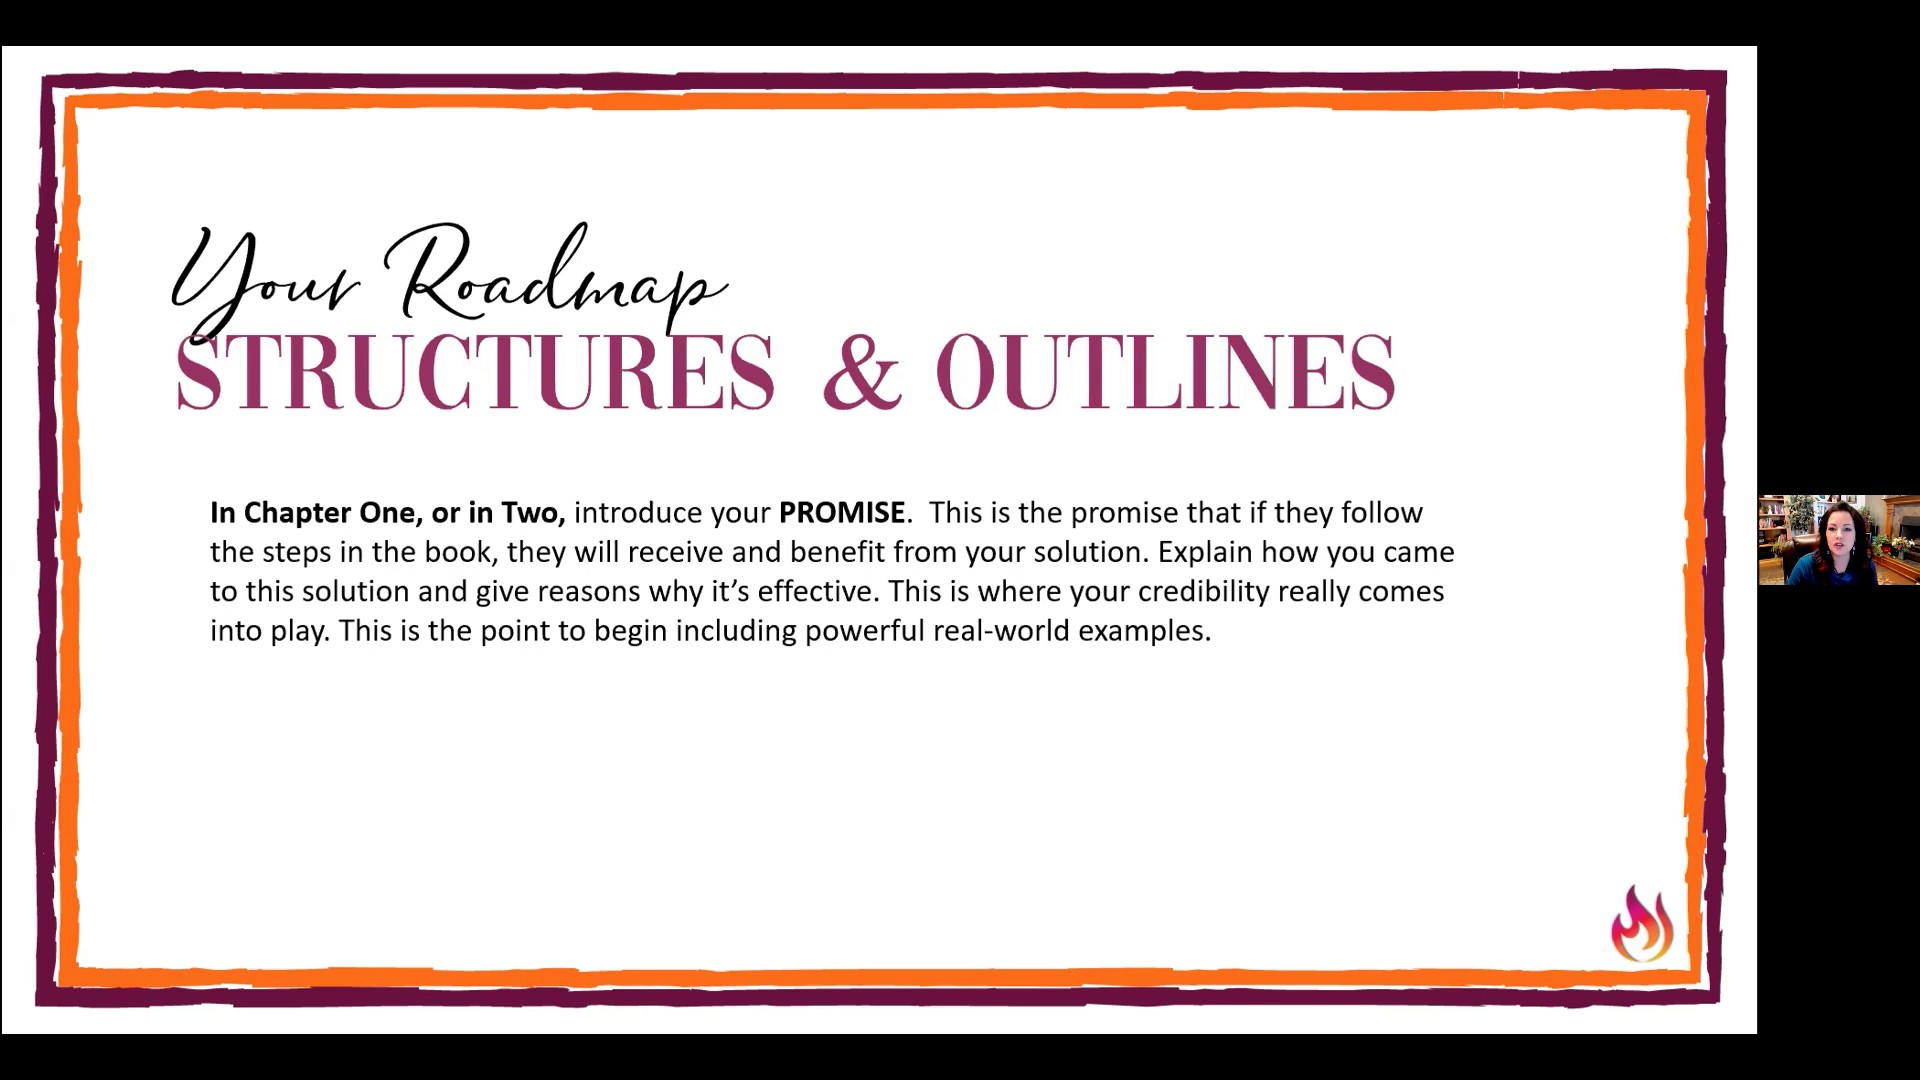 Your Roadmap
STRUCTURES & OUTLINES
In Chapter One, or in Two, introduce your PROMISE.  This is the promise that if they follow
the steps in the book, they will receive and benefit from your solution. Explain how you came
to this solution and give reasons why it’s effective. This is where your credibility really comes
into play. This is the point to begin including powerful real-world examples.